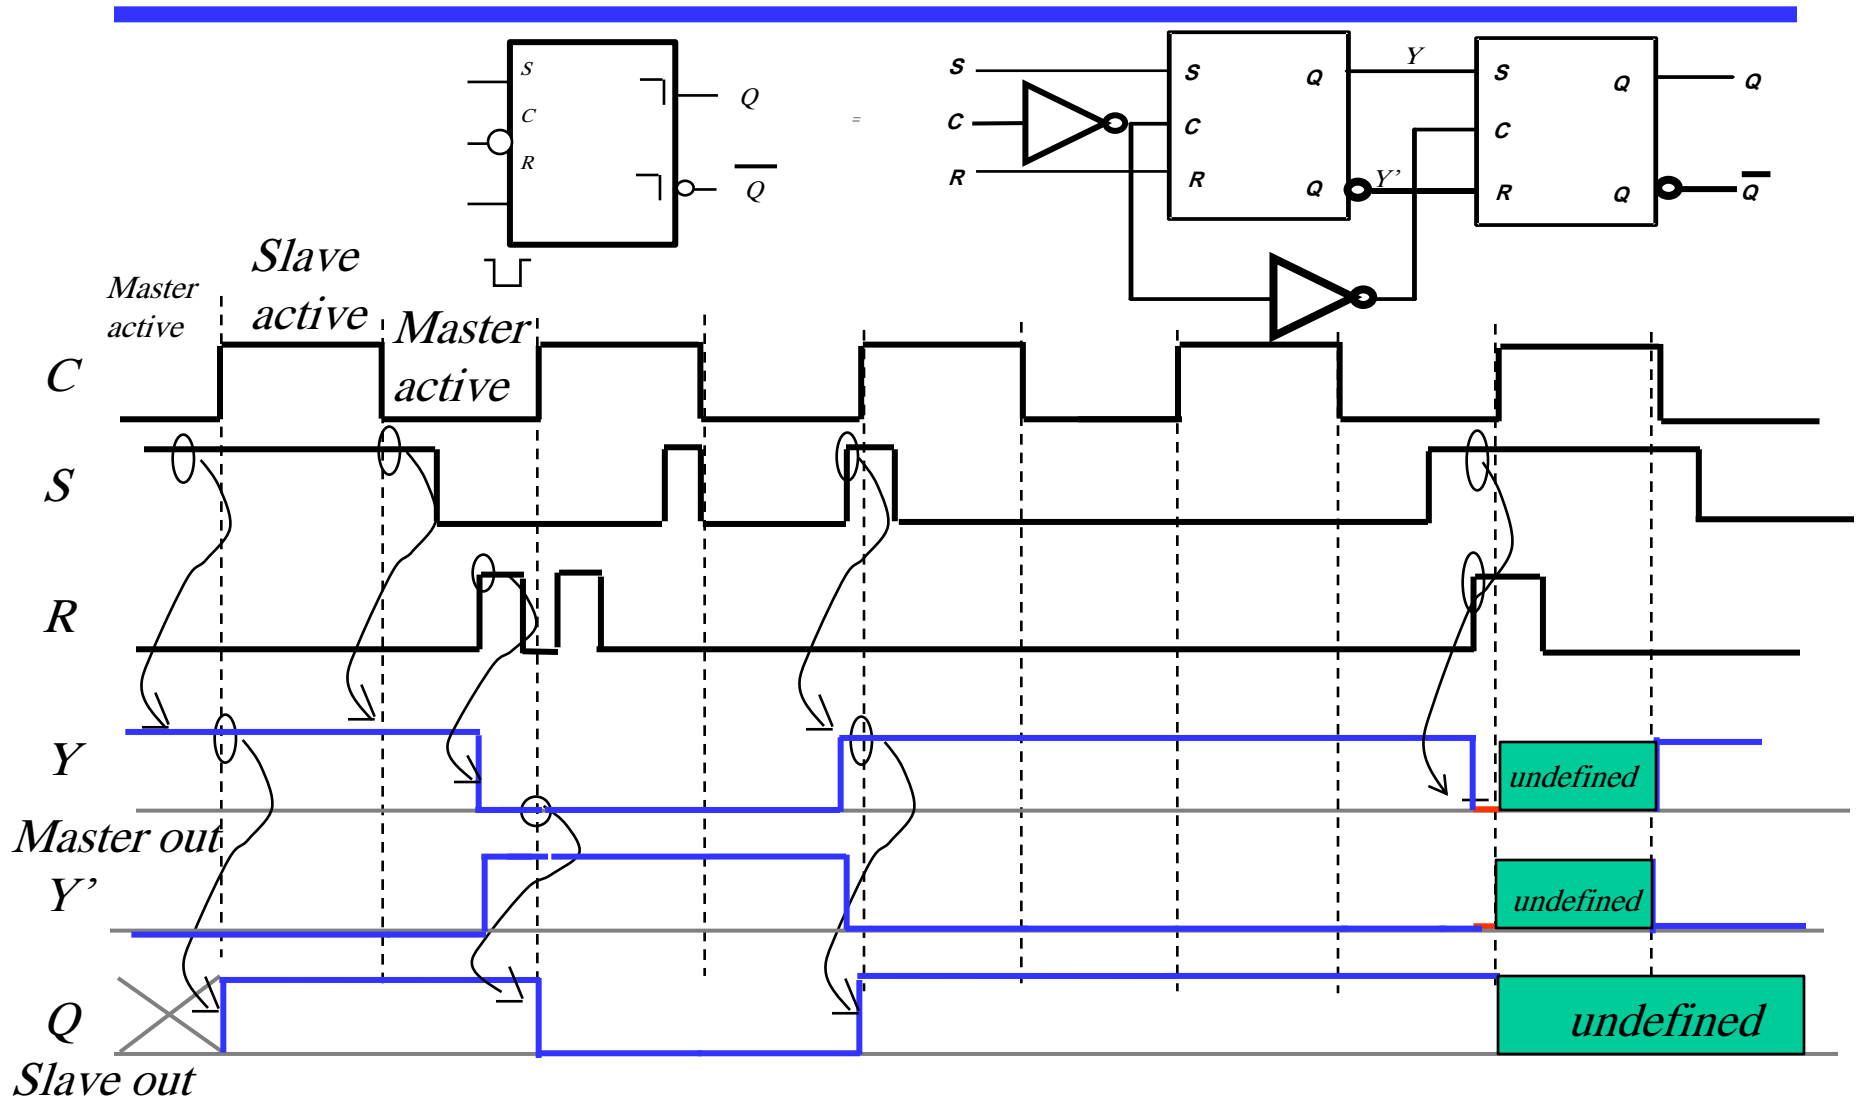 S
C
R
Q
Q
=
S
C
R
S
C
R
Q
Q
Y
Y'
S
C
R
Q
Q
Q
Q
Master
active
Slave
active
Master
active
C
S
R
Y
undefined
Master out
Y'
undefined
Q
undefined
Slave out